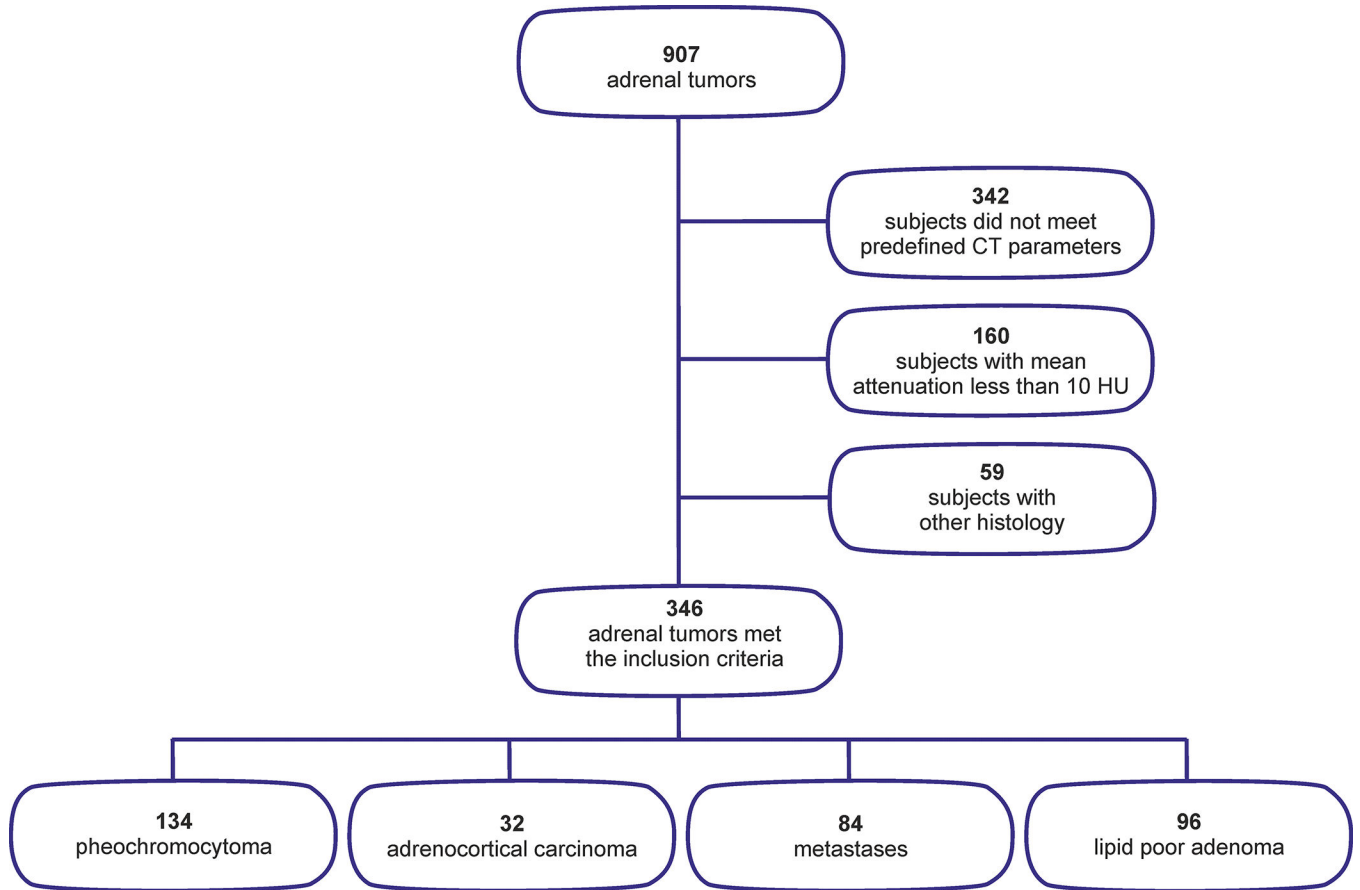 907
adrenal tumors
342
subjects did not meet
predefined CT parameters
160
subjects with mean
attenuation less than 10 HU
59
subjects with
other histology
346
adrenal tumors met
the inclusion criteria
134
pheochromocytoma
32
adrenocortical carcinoma
84
metastases
96
lipid poor adenoma